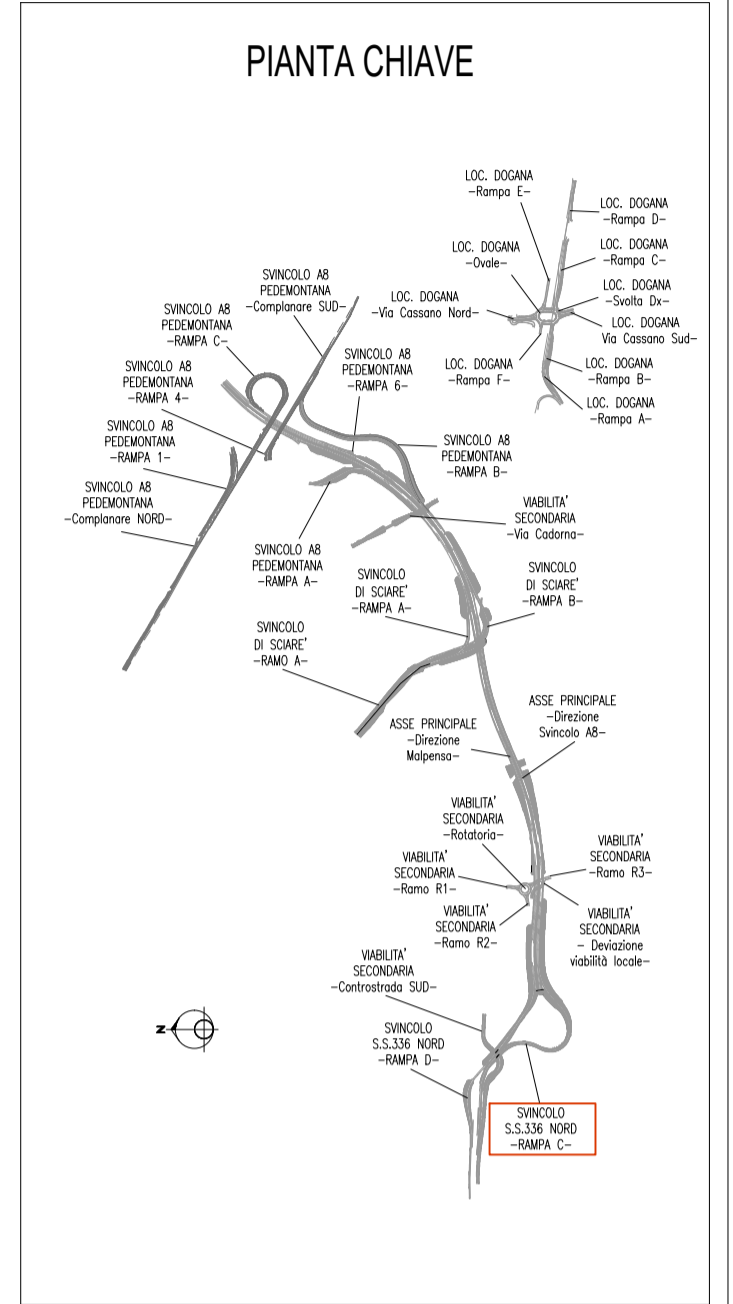 PIANTA CHIAVE
LOC. DOGANA
-Rampa E-
LOC. DOGANA
-Rampa D-
LOC. DOGANA
-Ovale-
LOC. DOGANA
-Rampa C-
LOC. DOGANA
-Svolta Dx-
LOC. DOGANA
-Via Cassano Nord-
LOC. DOGANA
Via Cassano Sud-
LOC. DOGANA
-Rampa F-
LOC. DOGANA
-Rampa B-
LOC. DOGANA
-Rampa A-
SVINCOLO A8
PEDEMONTANA
-Complanare SUD-
SVINCOLO A8
PEDEMONTANA
-RAMPA C-
SVINCOLO A8
PEDEMONTANA
-RAMPA 6-
SVINCOLO A8
PEDEMONTANA
-RAMPA 4-
SVINCOLO A8
PEDEMONTANA
-RAMPA 1-
SVINCOLO A8
PEDEMONTANA
-RAMPA B-
SVINCOLO A8
PEDEMONTANA
-Complanare NORD-
VIABILITA'
SECONDARIA
-Via Cadorna-
SVINCOLO A8
PEDEMONTANA
-RAMPA A-
SVINCOLO
DI SCIARE'
-RAMPA A-
SVINCOLO
DI SCIARE'
-RAMPA B-
SVINCOLO
DI SCIARE'
-RAMO A-
ASSE PRINCIPALE
-Direzione
Svincolo A8-
ASSE PRINCIPALE
-Direzione
Malpensa-
VIABILITA'
SECONDARIA
-Rotatoria-
VIABILITA'
SECONDARIA
-Ramo R3-
VIABILITA'
SECONDARIA
-Ramo R1-
VIABILITA'
SECONDARIA
-Ramo R2-
VIABILITA'
SECONDARIA
- Deviazione
viabilità locale-
VIABILITA'
SECONDARIA
-Controstrada SUD-
N
SVINCOLO
S.S.336 NORD
-RAMPA D-
SVINCOLO
S.S.336 NORD
-RAMPA C-